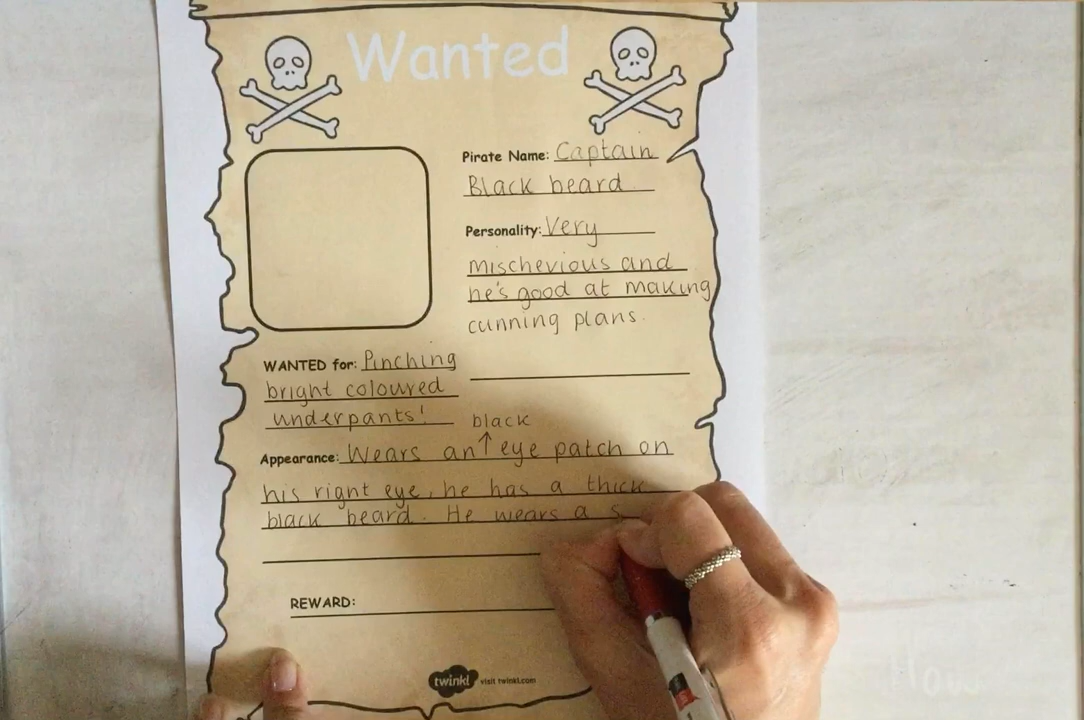 Wanted
Pirate Name: Captain
Black beard
Personality: Very
mischevious and
he's good at making
cunning plans.
WANTED for: Pinching
bright coloured
underpants!
black
Appearance: Wears an↑eye patch on
his right eye, he has a thick
black beard. He wears a s
REWARD:
twinkl visit twinkl.com